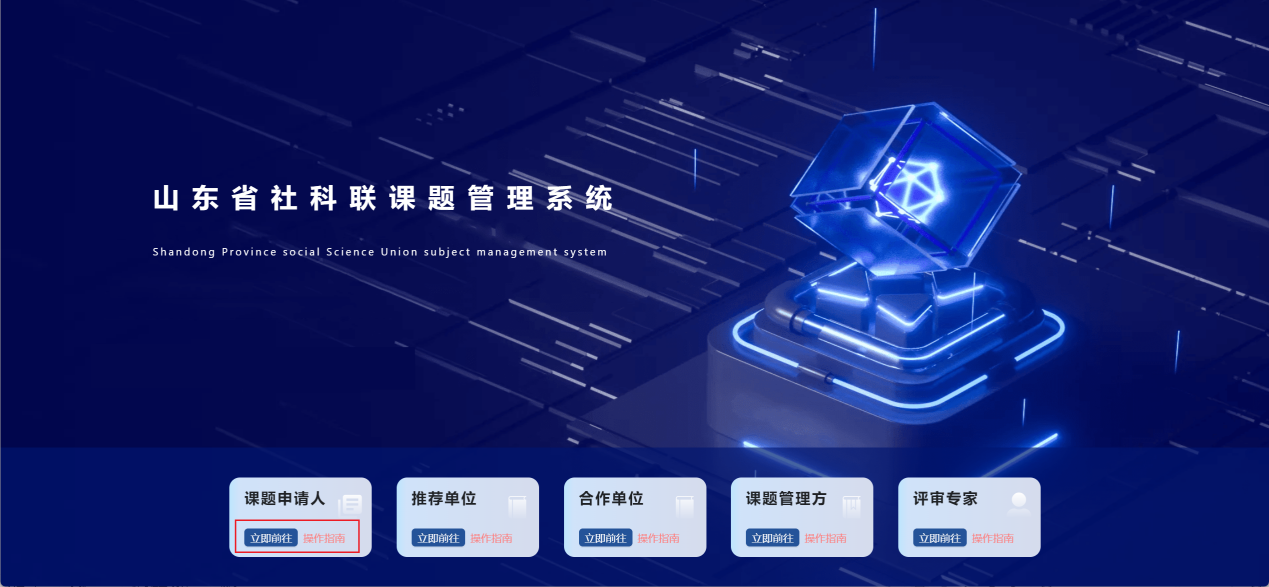 山东省社科联课题管理系统
Shandong Province social Science Union subject management system
课题申请人
立即前往 操作指南
推荐单位
立即前往 操作指南
合作单位
立即前往 操作指南
课题管理方
立即前往 操作指南
评审专家
立即前往 操作指南